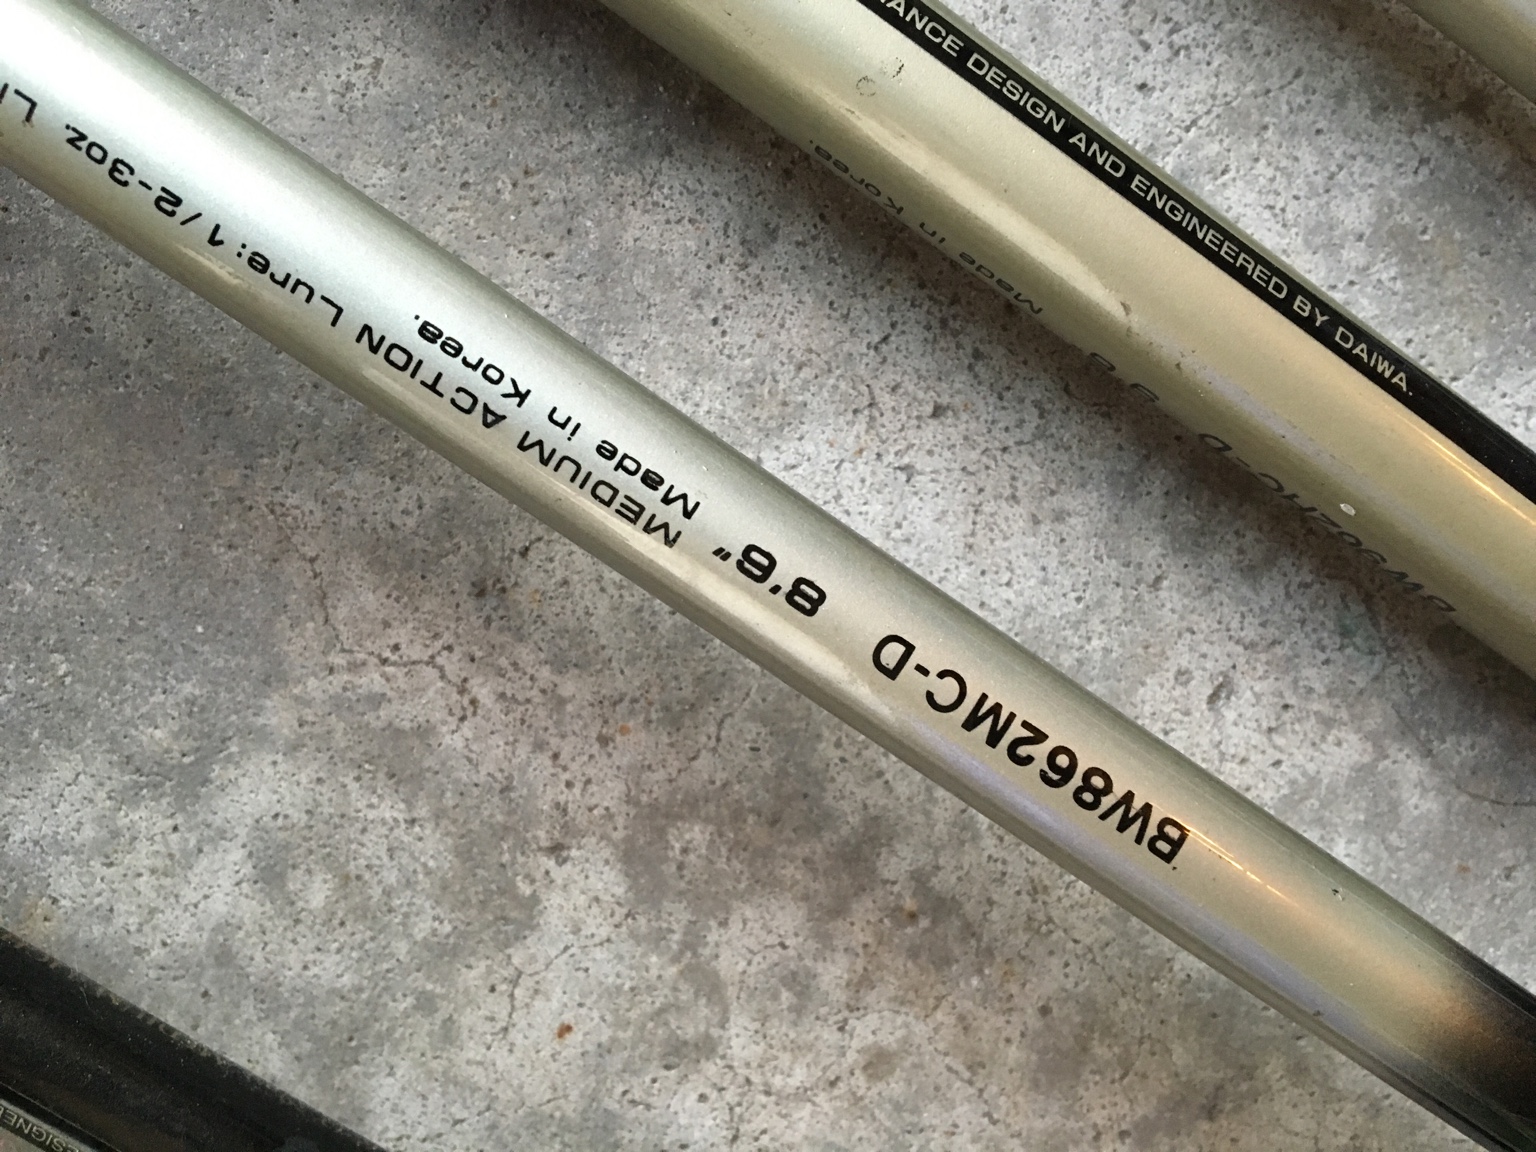 BW862MC-D 8'6" MEDIUM ACTION Lure:1/2-3oz.
Made in Korea.
DESIGN AND ENGINEERED BY DAIWA.
Made in Korea.